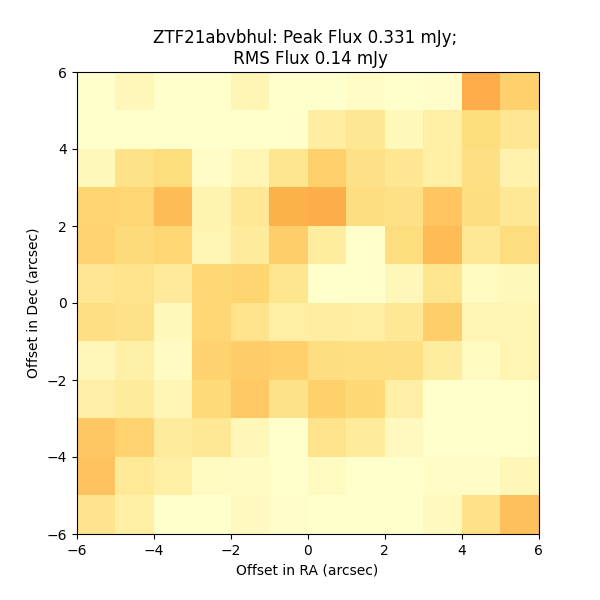 ZTF21abvbhul: Peak Flux 0.331 mJy;
RMS Flux 0.14 mJy
6
4
2
0
−2
−4
−6
Offset in Dec (arcsec)
−6 −4 −2 0 2 4 6
Offset in RA (arcsec)